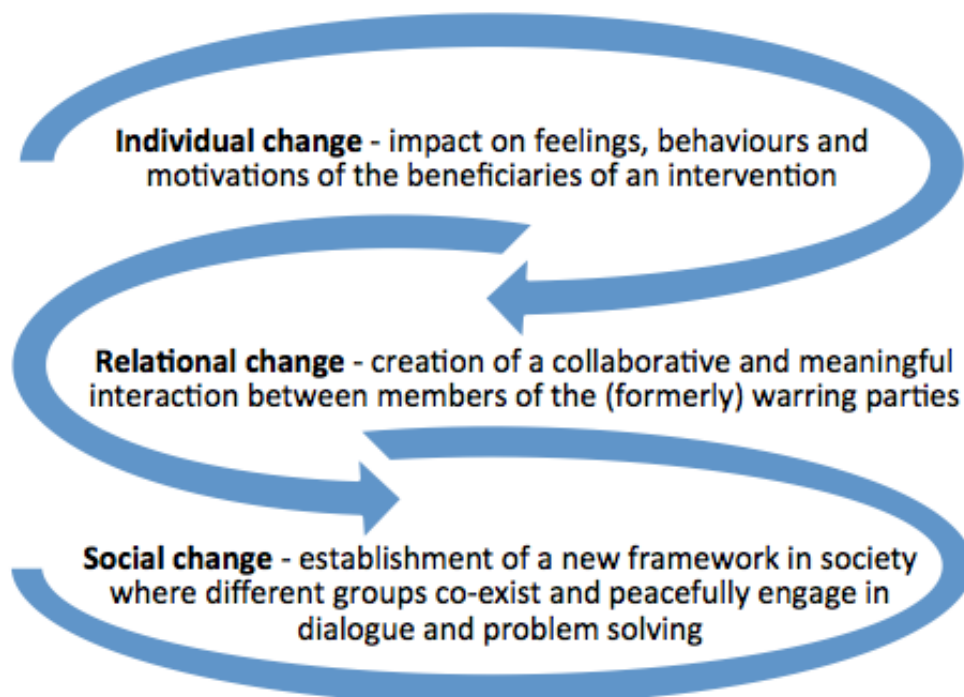 Individual change - impact on feelings, behaviours and
motivations of the beneficiaries of an intervention
Relational change - creation of a collaborative and meaningful
interaction between members of the (formerly) warring parties
Social change - establishment of a new framework in society
where different groups co-exist and peacefully engage in
dialogue and problem solving